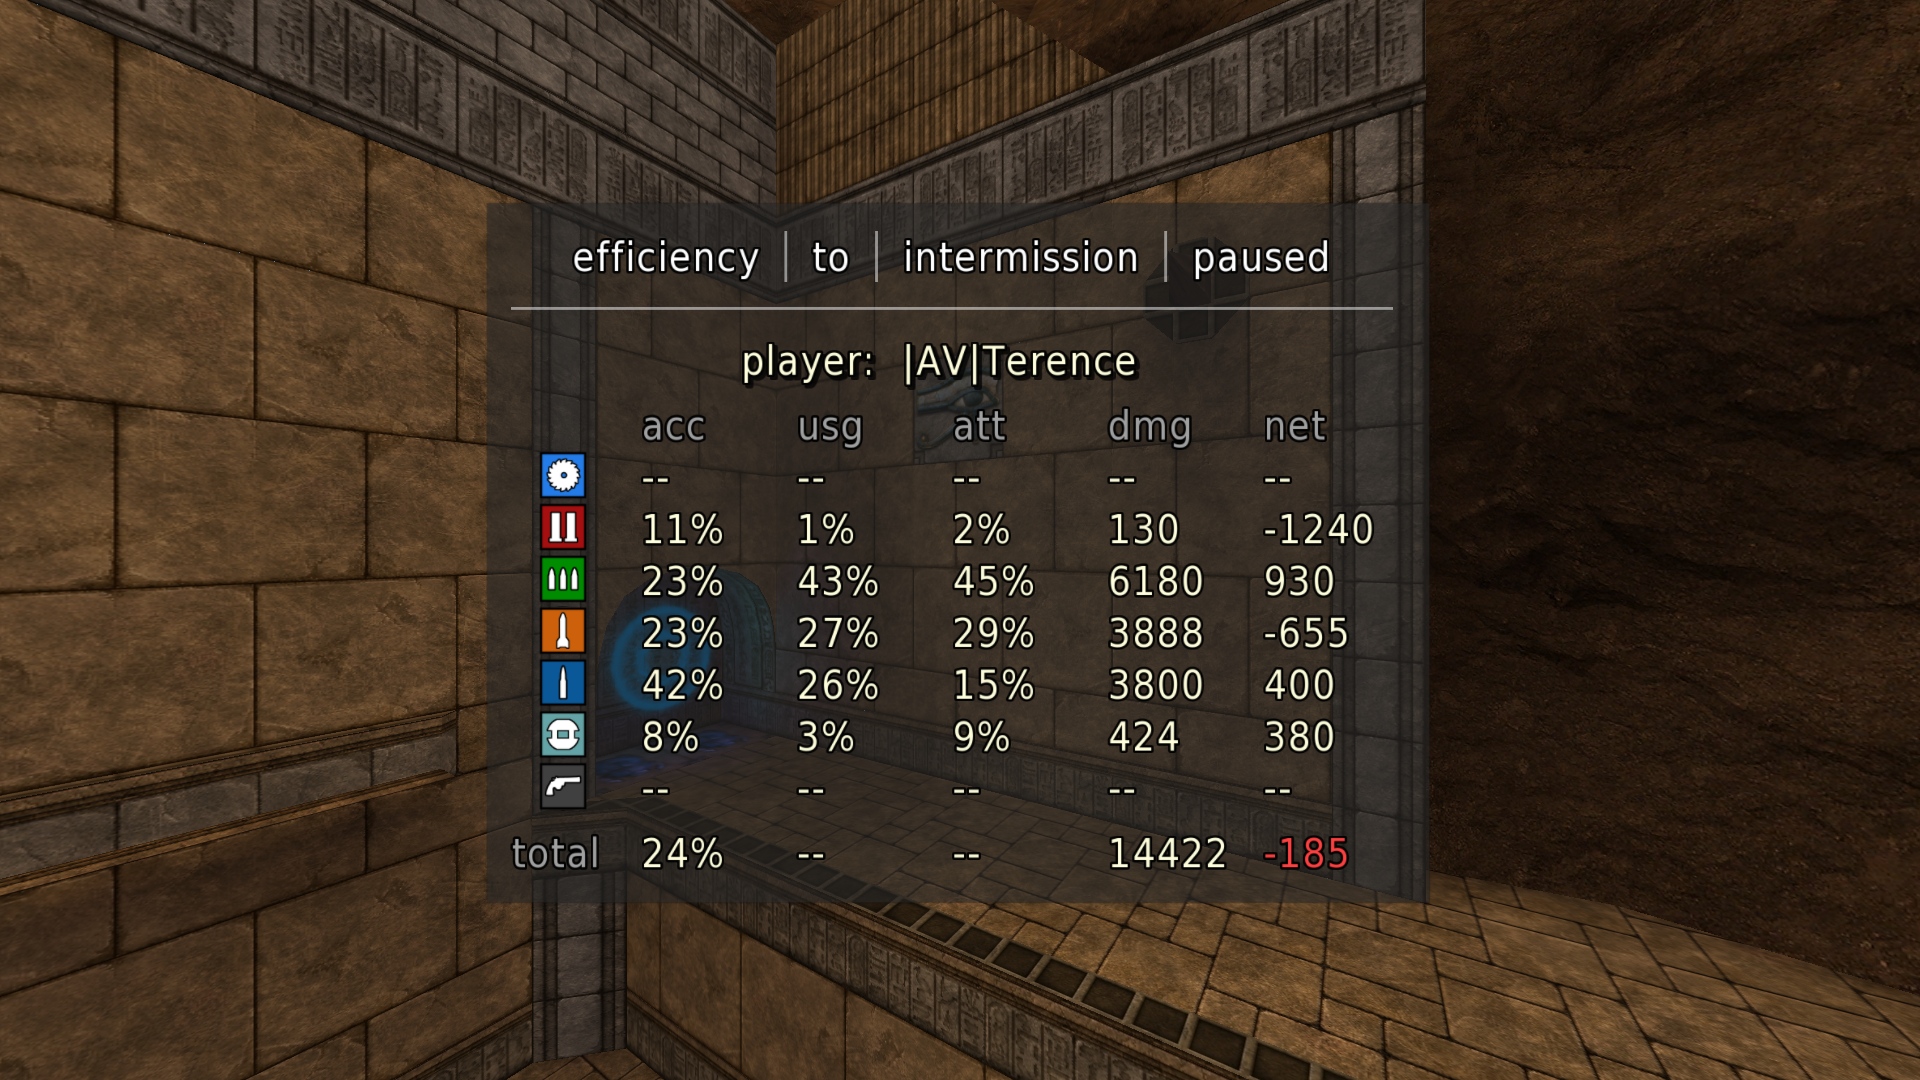 efficiency | to | intermission | paused
player: |AV|Terence
acc usg att dmg net
-- -- -- -- --
11% 1% 2% 130 -1240
23% 43% 45% 6180 930
23% 27% 29% 3888 -655
42% 26% 15% 3800 400
8% 3% 9% 424 380
-- -- -- -- --
total 24% -- -- 14422 -185